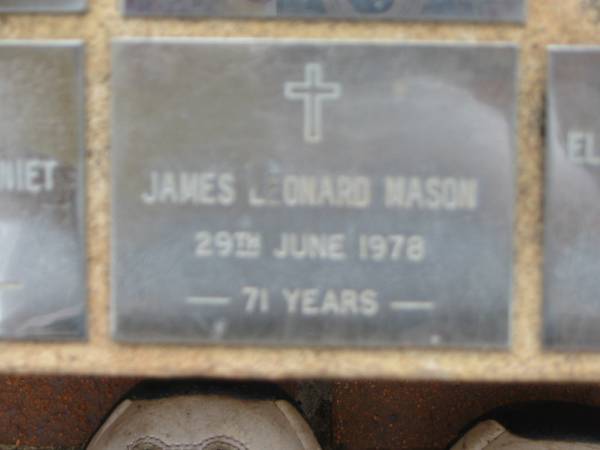 JAMES LEONARD MASON
29TH JUNE 1978
— 71 YEARS —